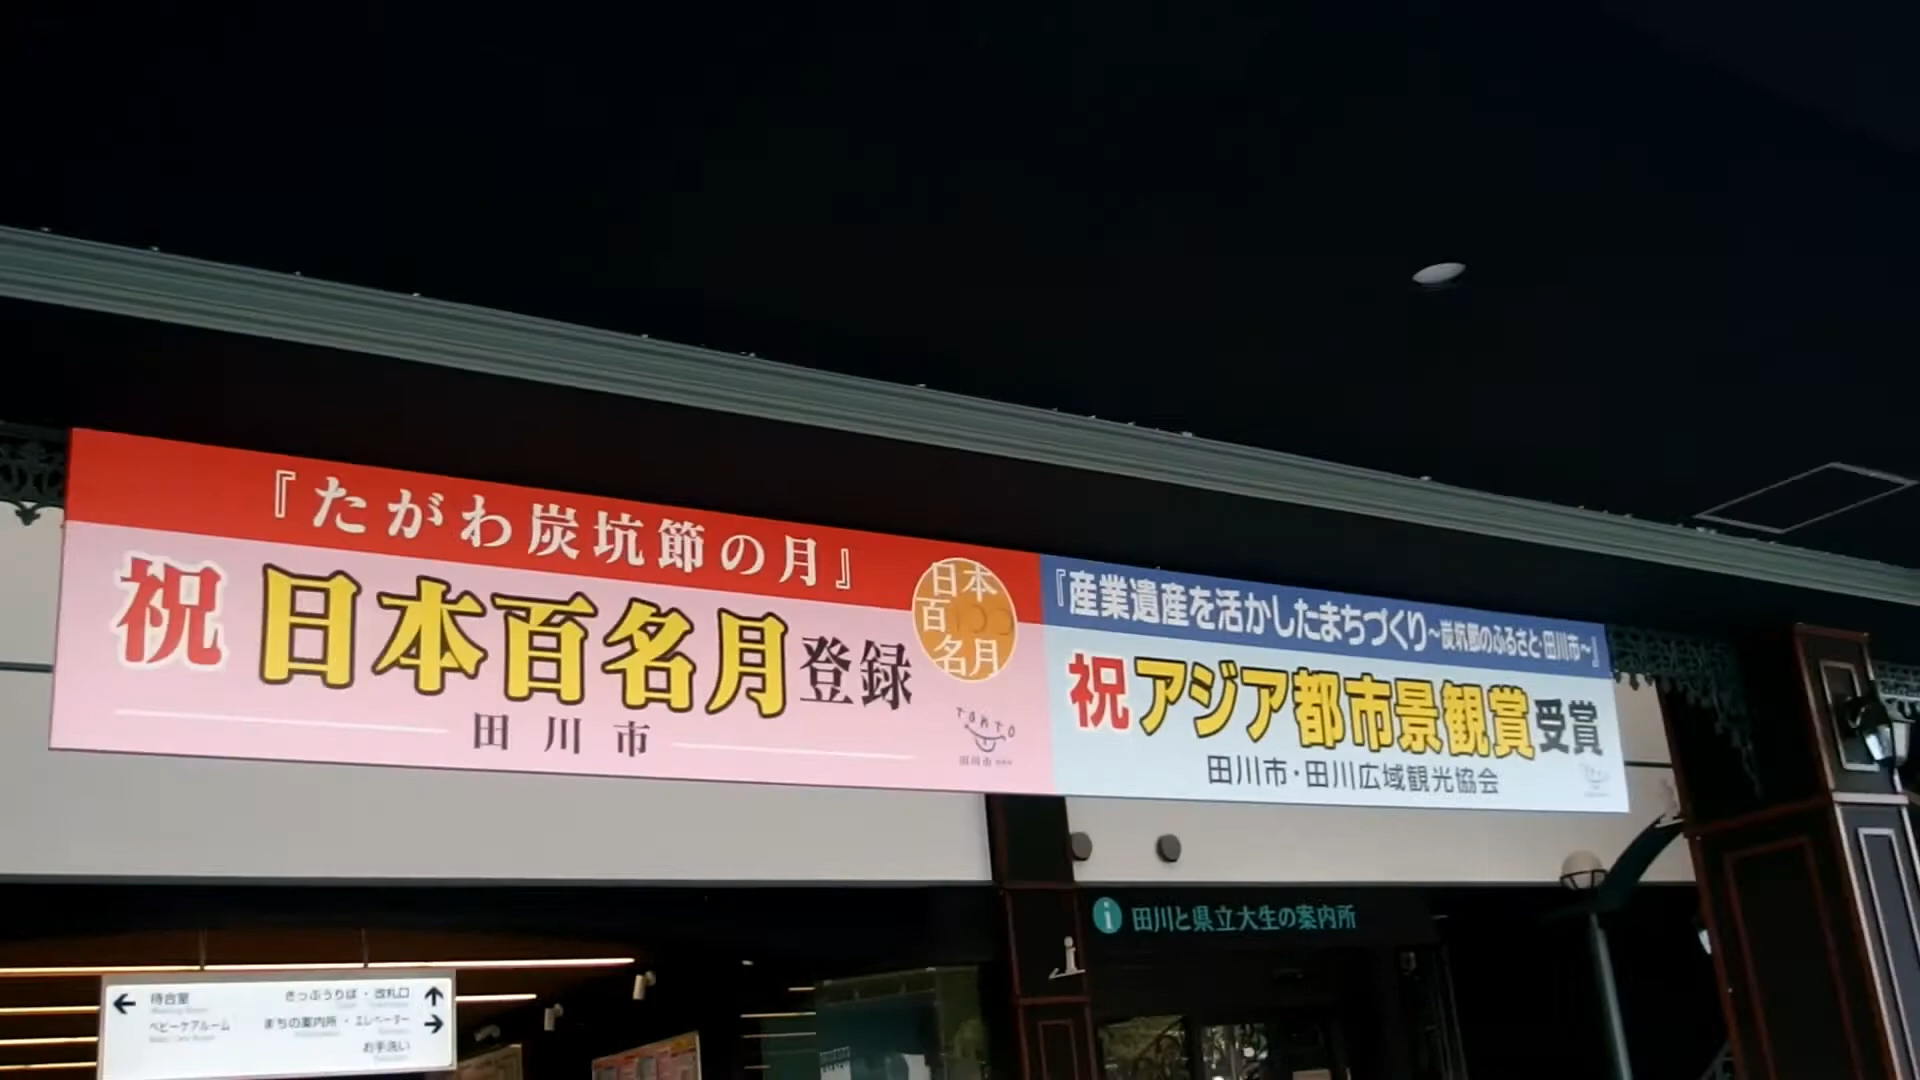 『たがわ炭坑節の月』
祝 日本百名月 登録
田川市
日本
百
名月
TAGAWA
田川市
『産業遺産を活かしたまちづくり~炭坑節のふるさと・田川市~』
祝 アジア都市景観賞 受賞
田川市・田川広域観光協会
i 田川と県立大生の案内所
i
← 待合室
ベビーケアルーム
きっぷうりば・改札口 ↑
まちの案内所・エレベーター →
お手洗い